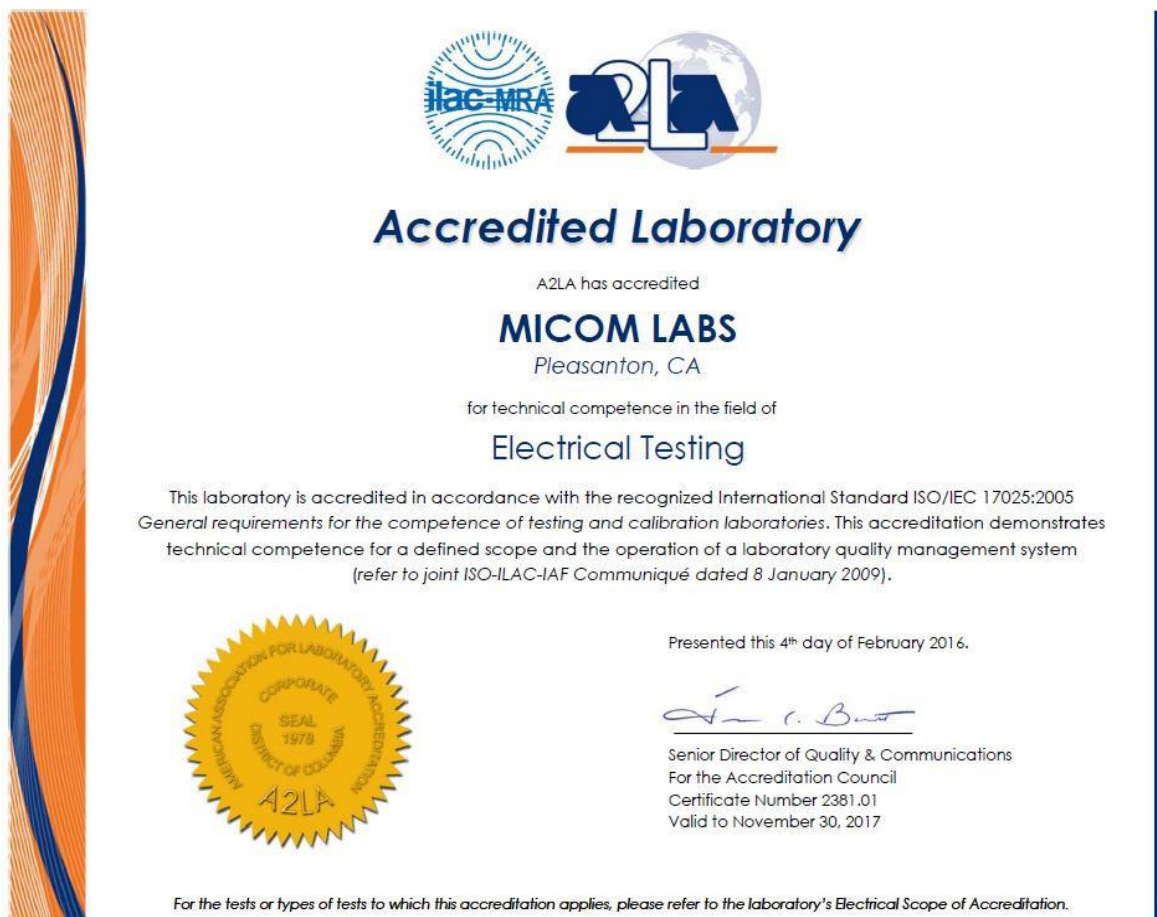 ilac-MRA
a2La
Accredited Laboratory
A2LA has accredited
MICOM LABS
Pleasanton, CA
for technical competence in the field of
Electrical Testing
This laboratory is accredited in accordance with the recognized International Standard ISO/IEC 17025:2005
General requirements for the competence of testing and calibration laboratories. This accreditation demonstrates
technical competence for a defined scope and the operation of a laboratory quality management system
(refer to joint ISO-ILAC-IAF Communiqué dated 8 January 2009).
AMERICAN ASSOCIATION FOR LABORATORY ACCREDITATION
CORPORATE
SEAL
1978
DISTRICT OF COLUMBIA
A2LA
Presented this 4th day of February 2016.
Senior Director of Quality & Communications
For the Accreditation Council
Certificate Number 2381.01
Valid to November 30, 2017
For the tests or types of tests to which this accreditation applies, please refer to the laboratory's Electrical Scope of Accreditation.